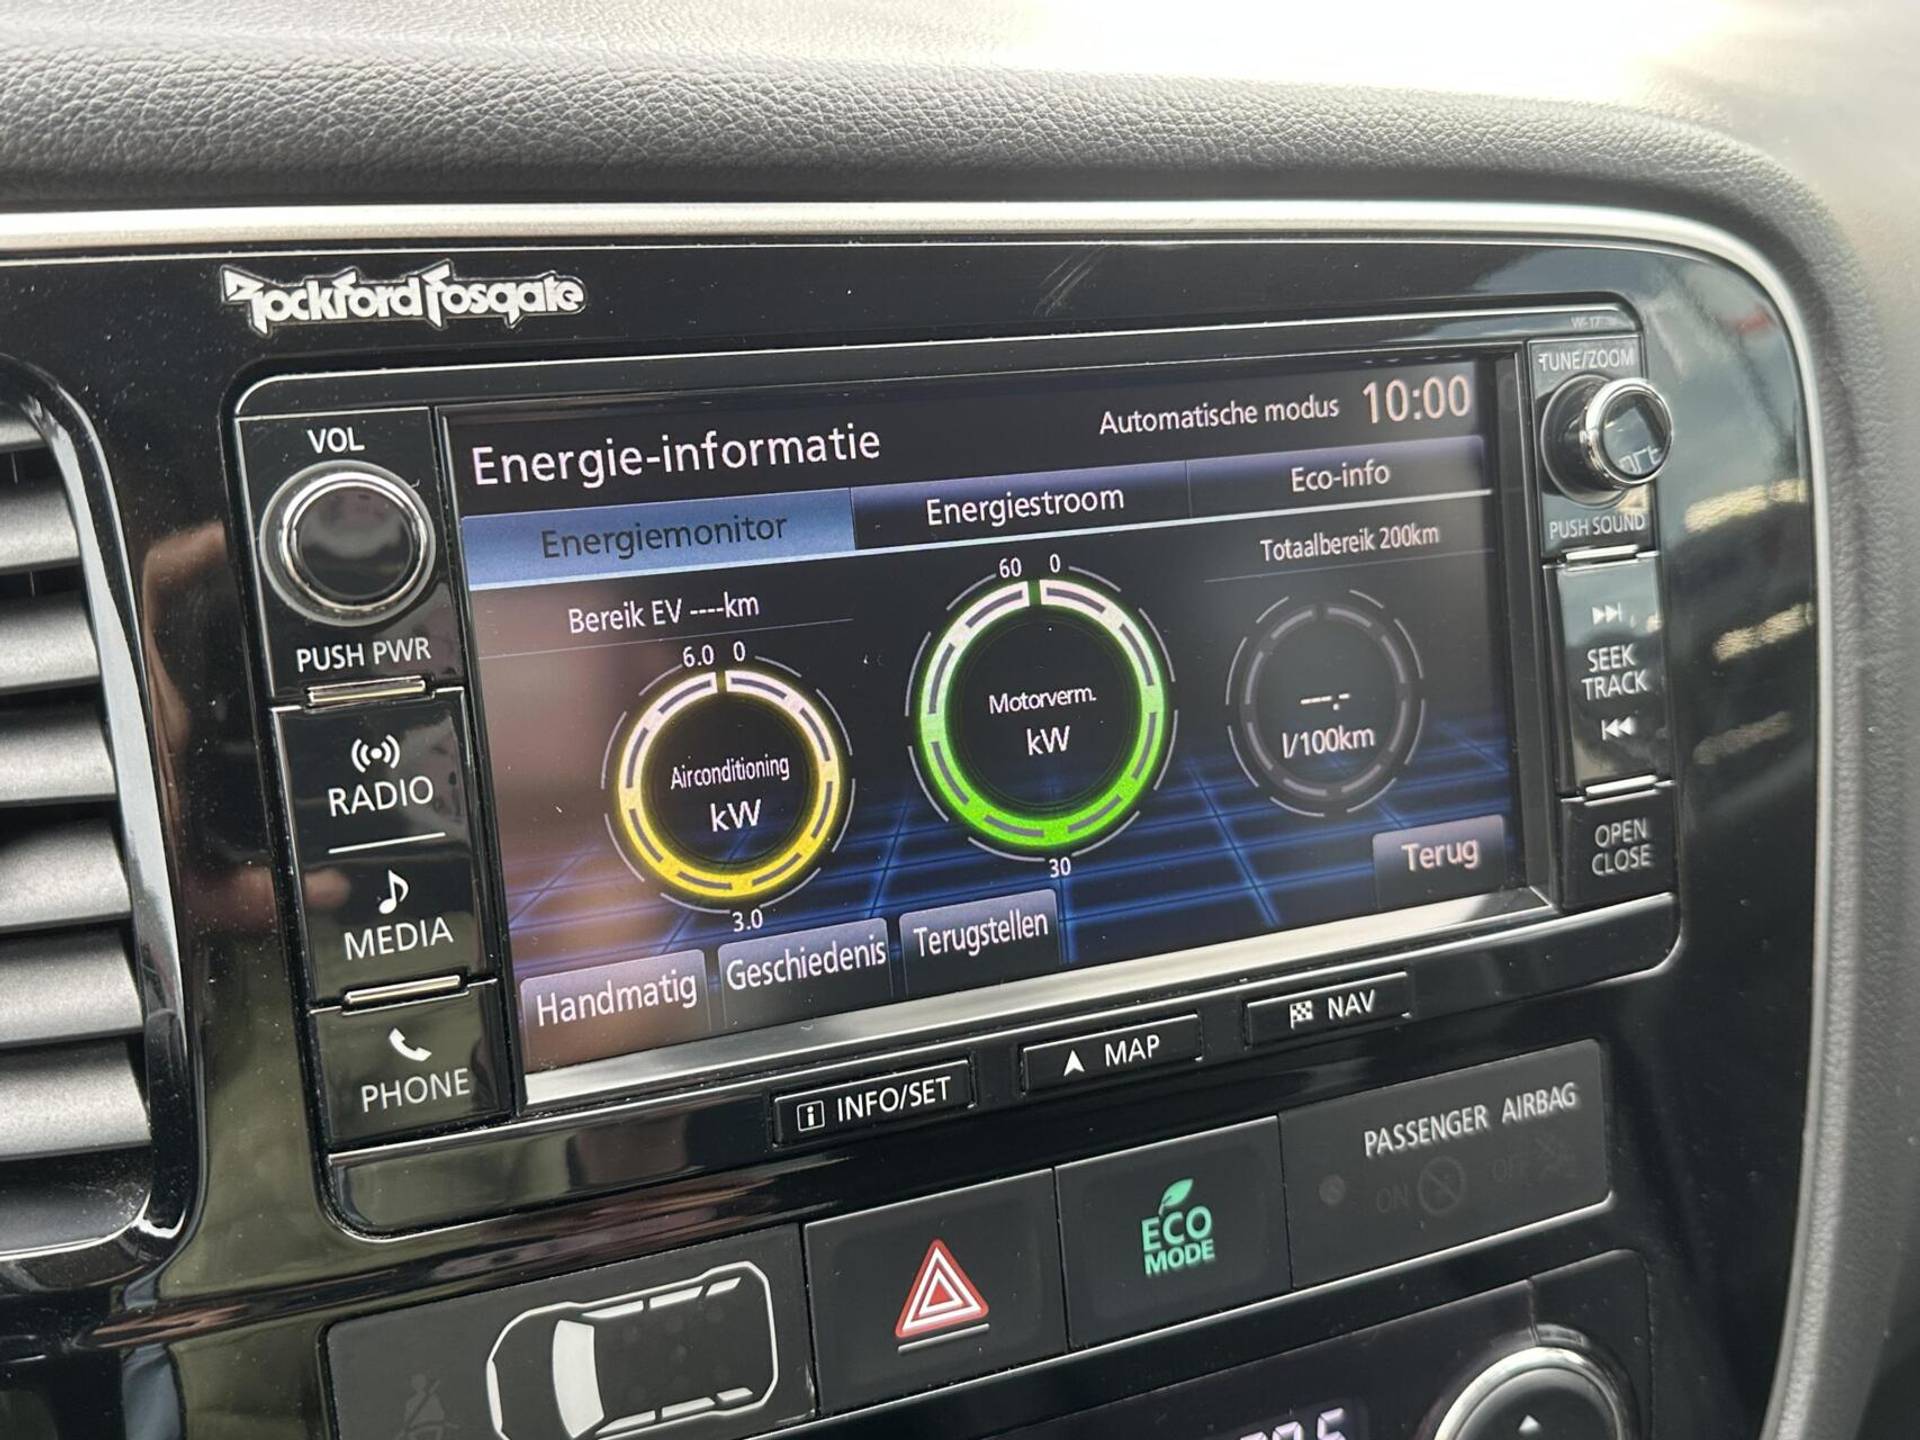 Rockford Fosgate
VOL
PUSH PWR
RADIO
MEDIA
PHONE
Energie-informatie
Automatische modus 10:00
Energiemonitor
Energiestroom
Eco-info
Bereik EV ----km
6.0 0
Airconditioning
kW
3.0
60 0
Motorverm.
kW
30
Totaalbereik 200km
---.-
l/100km
Terug
Handmatig
Geschiedenis
Terugstellen
TUNE/ZOOM
PUSH SOUND
SEEK
TRACK
OPEN
CLOSE
INFO/SET
MAP
NAV
ECO
MODE
PASSENGER AIRBAG
ON OFF